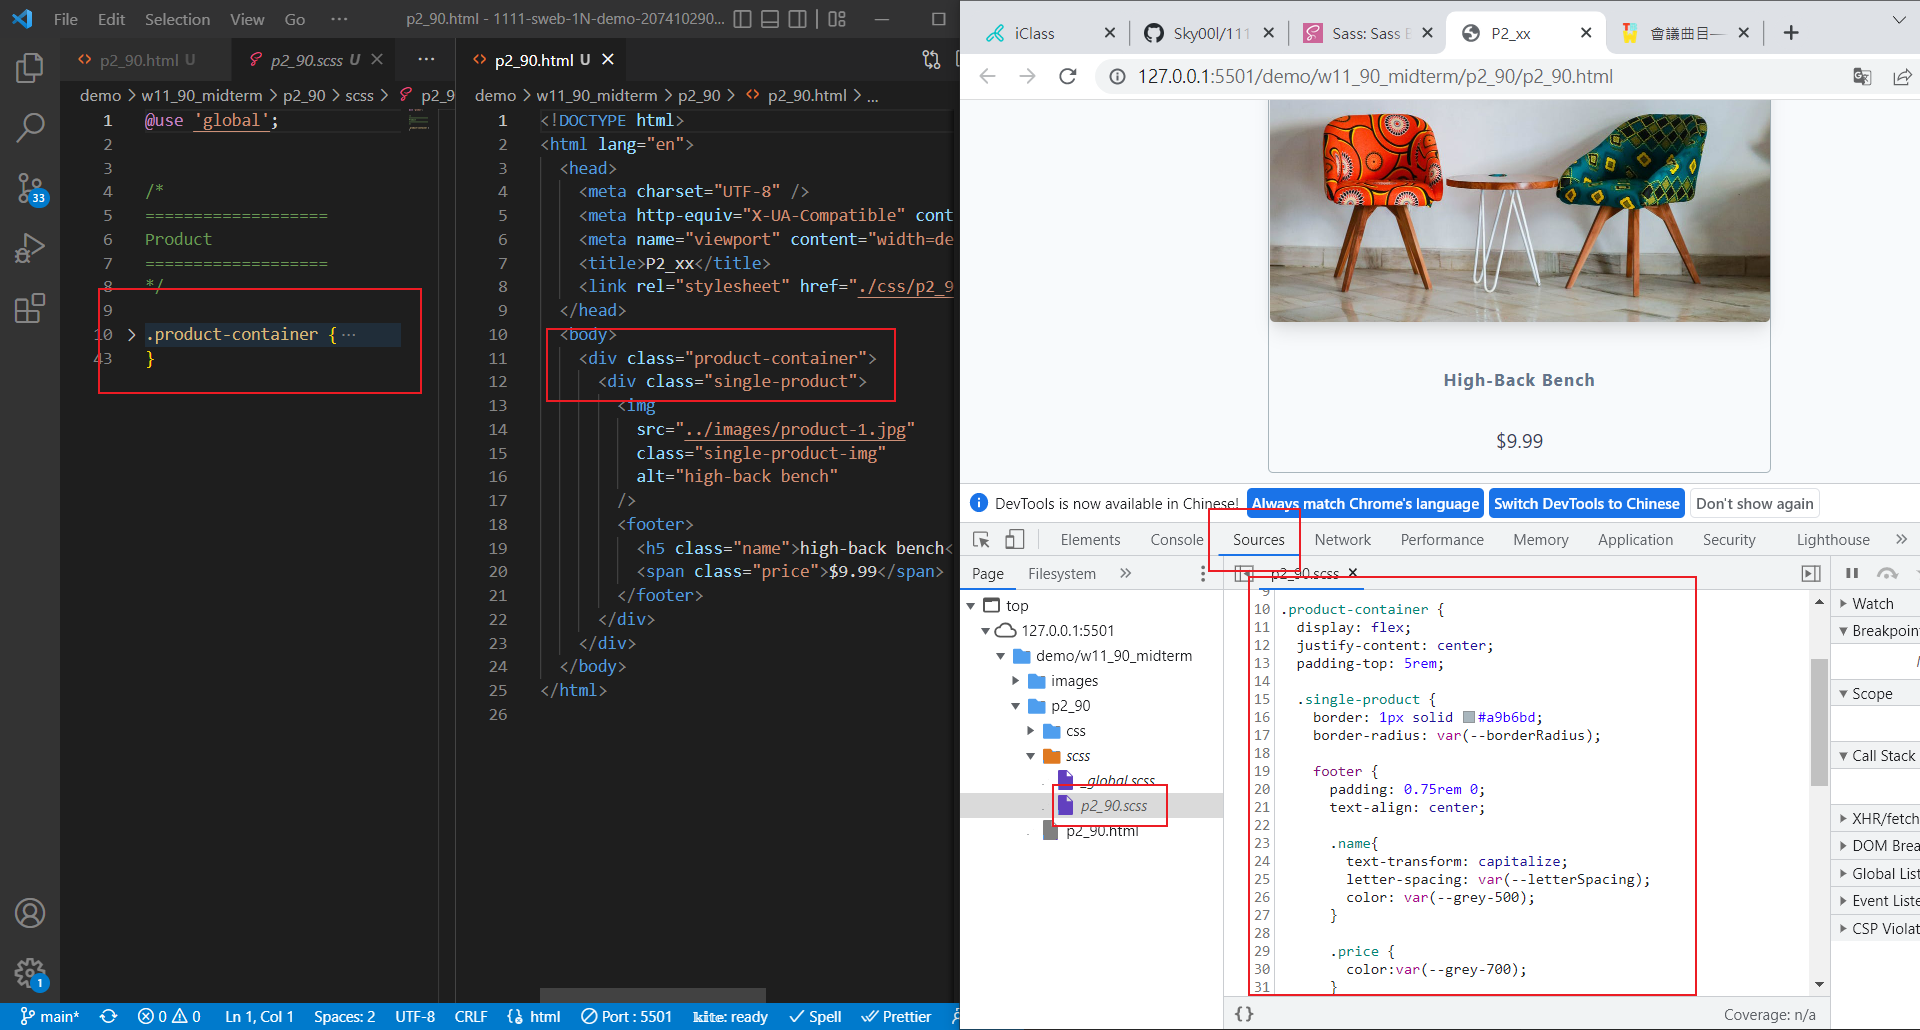 File Edit Selection View Go ··· p2_90.html - 1111-sweb-1N-demo-207410290...
p2_90.html U p2_90.scss U ···
demo > w11_90_midterm > p2_90 > scss > p2_9
1 @use 'global';
2
3
4 /*
5 ===================
6 Product
7 ===================
8 */
9
10 .product-container { ···
43 }
p2_90.html U
demo > w11_90_midterm > p2_90 > p2_90.html > ...
1 <!DOCTYPE html>
2 <html lang="en">
3 <head>
4 <meta charset="UTF-8" />
5 <meta http-equiv="X-UA-Compatible" cont
6 <meta name="viewport" content="width=de
7 <title>P2_xx</title>
8 <link rel="stylesheet" href="./css/p2_9
9 </head>
10 <body>
11 <div class="product-container">
12 <div class="single-product">
13 <img
14 src="../images/product-1.jpg"
15 class="single-product-img"
16 alt="high-back bench"
17 />
18 <footer>
19 <h5 class="name">high-back bench<
20 <span class="price">$9.99</span>
21 </footer>
22 </div>
23 </div>
24 </body>
25 </html>
26
33
1
main* 0 0 Ln 1, Col 1 Spaces: 2 UTF-8 CRLF html Port : 5501 kite: ready Spell Prettier
iClass Sky00l/111 Sass: Sass P2_xx 會議曲目—
127.0.0.1:5501/demo/w11_90_midterm/p2_90/p2_90.html
High-Back Bench
$9.99
DevTools is now available in Chinese! Always match Chrome's language Switch DevTools to Chinese Don't show again
Elements Console Sources Network Performance Memory Application Security Lighthouse »
Page Filesystem » p2_90.scss
top
127.0.0.1:5501
demo/w11_90_midterm
images
p2_90
css
scss
_global.scss
p2_90.scss
p2_90.html
9
10 .product-container {
11 display: flex;
12 justify-content: center;
13 padding-top: 5rem;
14
15 .single-product {
16 border: 1px solid #a9b6bd;
17 border-radius: var(--borderRadius);
18
19 footer {
20 padding: 0.75rem 0;
21 text-align: center;
22
23 .name{
24 text-transform: capitalize;
25 letter-spacing: var(--letterSpacing);
26 color: var(--grey-500);
27 }
28
29 .price {
30 color:var(--grey-700);
31 }
{} Coverage: n/a
Watch
Breakpoin
Scope
Call Stack
XHR/fetch
DOM Brea
Global List
Event Liste
CSP Violat